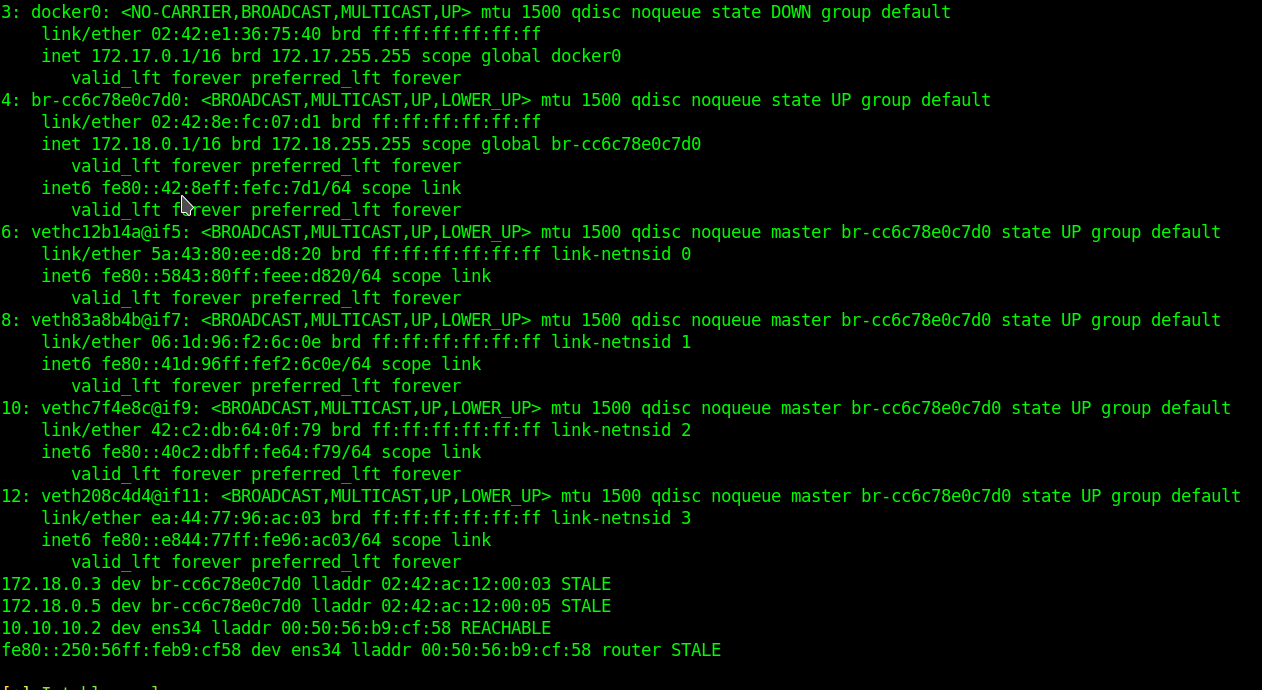 3: docker0: <NO-CARRIER,BROADCAST,MULTICAST,UP> mtu 1500 qdisc noqueue state DOWN group default
    link/ether 02:42:e1:36:75:40 brd ff:ff:ff:ff:ff:ff
    inet 172.17.0.1/16 brd 172.17.255.255 scope global docker0
       valid_lft forever preferred_lft forever
4: br-cc6c78e0c7d0: <BROADCAST,MULTICAST,UP,LOWER_UP> mtu 1500 qdisc noqueue state UP group default
    link/ether 02:42:8e:fc:07:d1 brd ff:ff:ff:ff:ff:ff
    inet 172.18.0.1/16 brd 172.18.255.255 scope global br-cc6c78e0c7d0
       valid_lft forever preferred_lft forever
    inet6 fe80::42:8eff:fefc:7d1/64 scope link
       valid_lft forever preferred_lft forever
6: vethc12b14a@if5: <BROADCAST,MULTICAST,UP,LOWER_UP> mtu 1500 qdisc noqueue master br-cc6c78e0c7d0 state UP group default
    link/ether 5a:43:80:ee:d8:20 brd ff:ff:ff:ff:ff:ff link-netnsid 0
    inet6 fe80::5843:80ff:feee:d820/64 scope link
       valid_lft forever preferred_lft forever
8: veth83a8b4b@if7: <BROADCAST,MULTICAST,UP,LOWER_UP> mtu 1500 qdisc noqueue master br-cc6c78e0c7d0 state UP group default
    link/ether 06:1d:96:f2:6c:0e brd ff:ff:ff:ff:ff:ff link-netnsid 1
    inet6 fe80::41d:96ff:fef2:6c0e/64 scope link
       valid_lft forever preferred_lft forever
10: vethc7f4e8c@if9: <BROADCAST,MULTICAST,UP,LOWER_UP> mtu 1500 qdisc noqueue master br-cc6c78e0c7d0 state UP group default
    link/ether 42:c2:db:64:0f:79 brd ff:ff:ff:ff:ff:ff link-netnsid 2
    inet6 fe80::40c2:dbff:fe64:f79/64 scope link
       valid_lft forever preferred_lft forever
12: veth208c4d4@if11: <BROADCAST,MULTICAST,UP,LOWER_UP> mtu 1500 qdisc noqueue master br-cc6c78e0c7d0 state UP group default
    link/ether ea:44:77:96:ac:03 brd ff:ff:ff:ff:ff:ff link-netnsid 3
    inet6 fe80::e844:77ff:fe96:ac03/64 scope link
       valid_lft forever preferred_lft forever
172.18.0.3 dev br-cc6c78e0c7d0 lladdr 02:42:ac:12:00:03 STALE
172.18.0.5 dev br-cc6c78e0c7d0 lladdr 02:42:ac:12:00:05 STALE
10.10.10.2 dev ens34 lladdr 00:50:56:b9:cf:58 REACHABLE
fe80::250:56ff:feb9:cf58 dev ens34 lladdr 00:50:56:b9:cf:58 router STALE